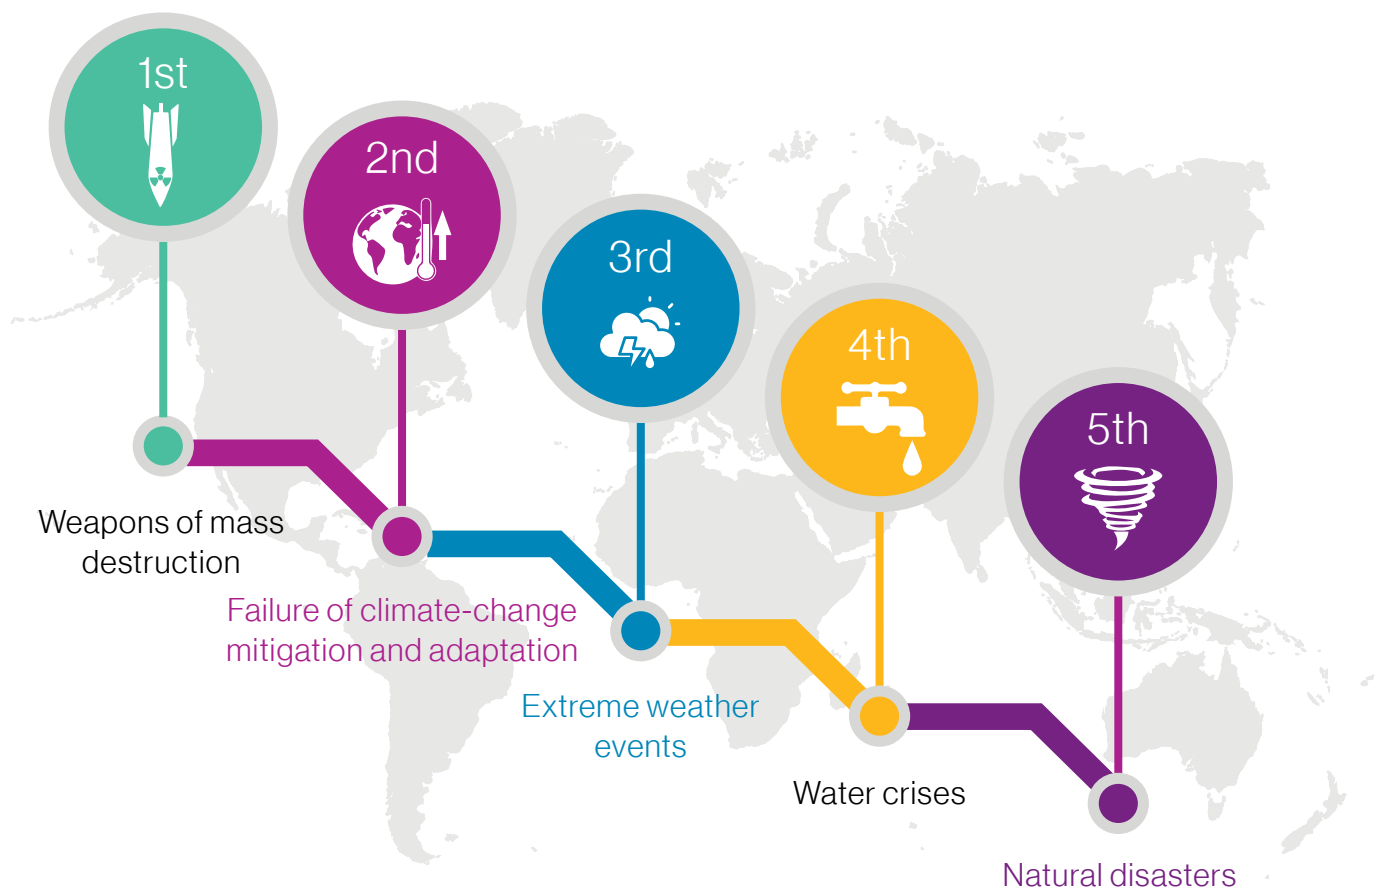 1st
Weapons of mass
destruction
2nd
Failure of climate-change
mitigation and adaptation
3rd
Extreme weather
events
4th
Water crises
5th
Natural disasters